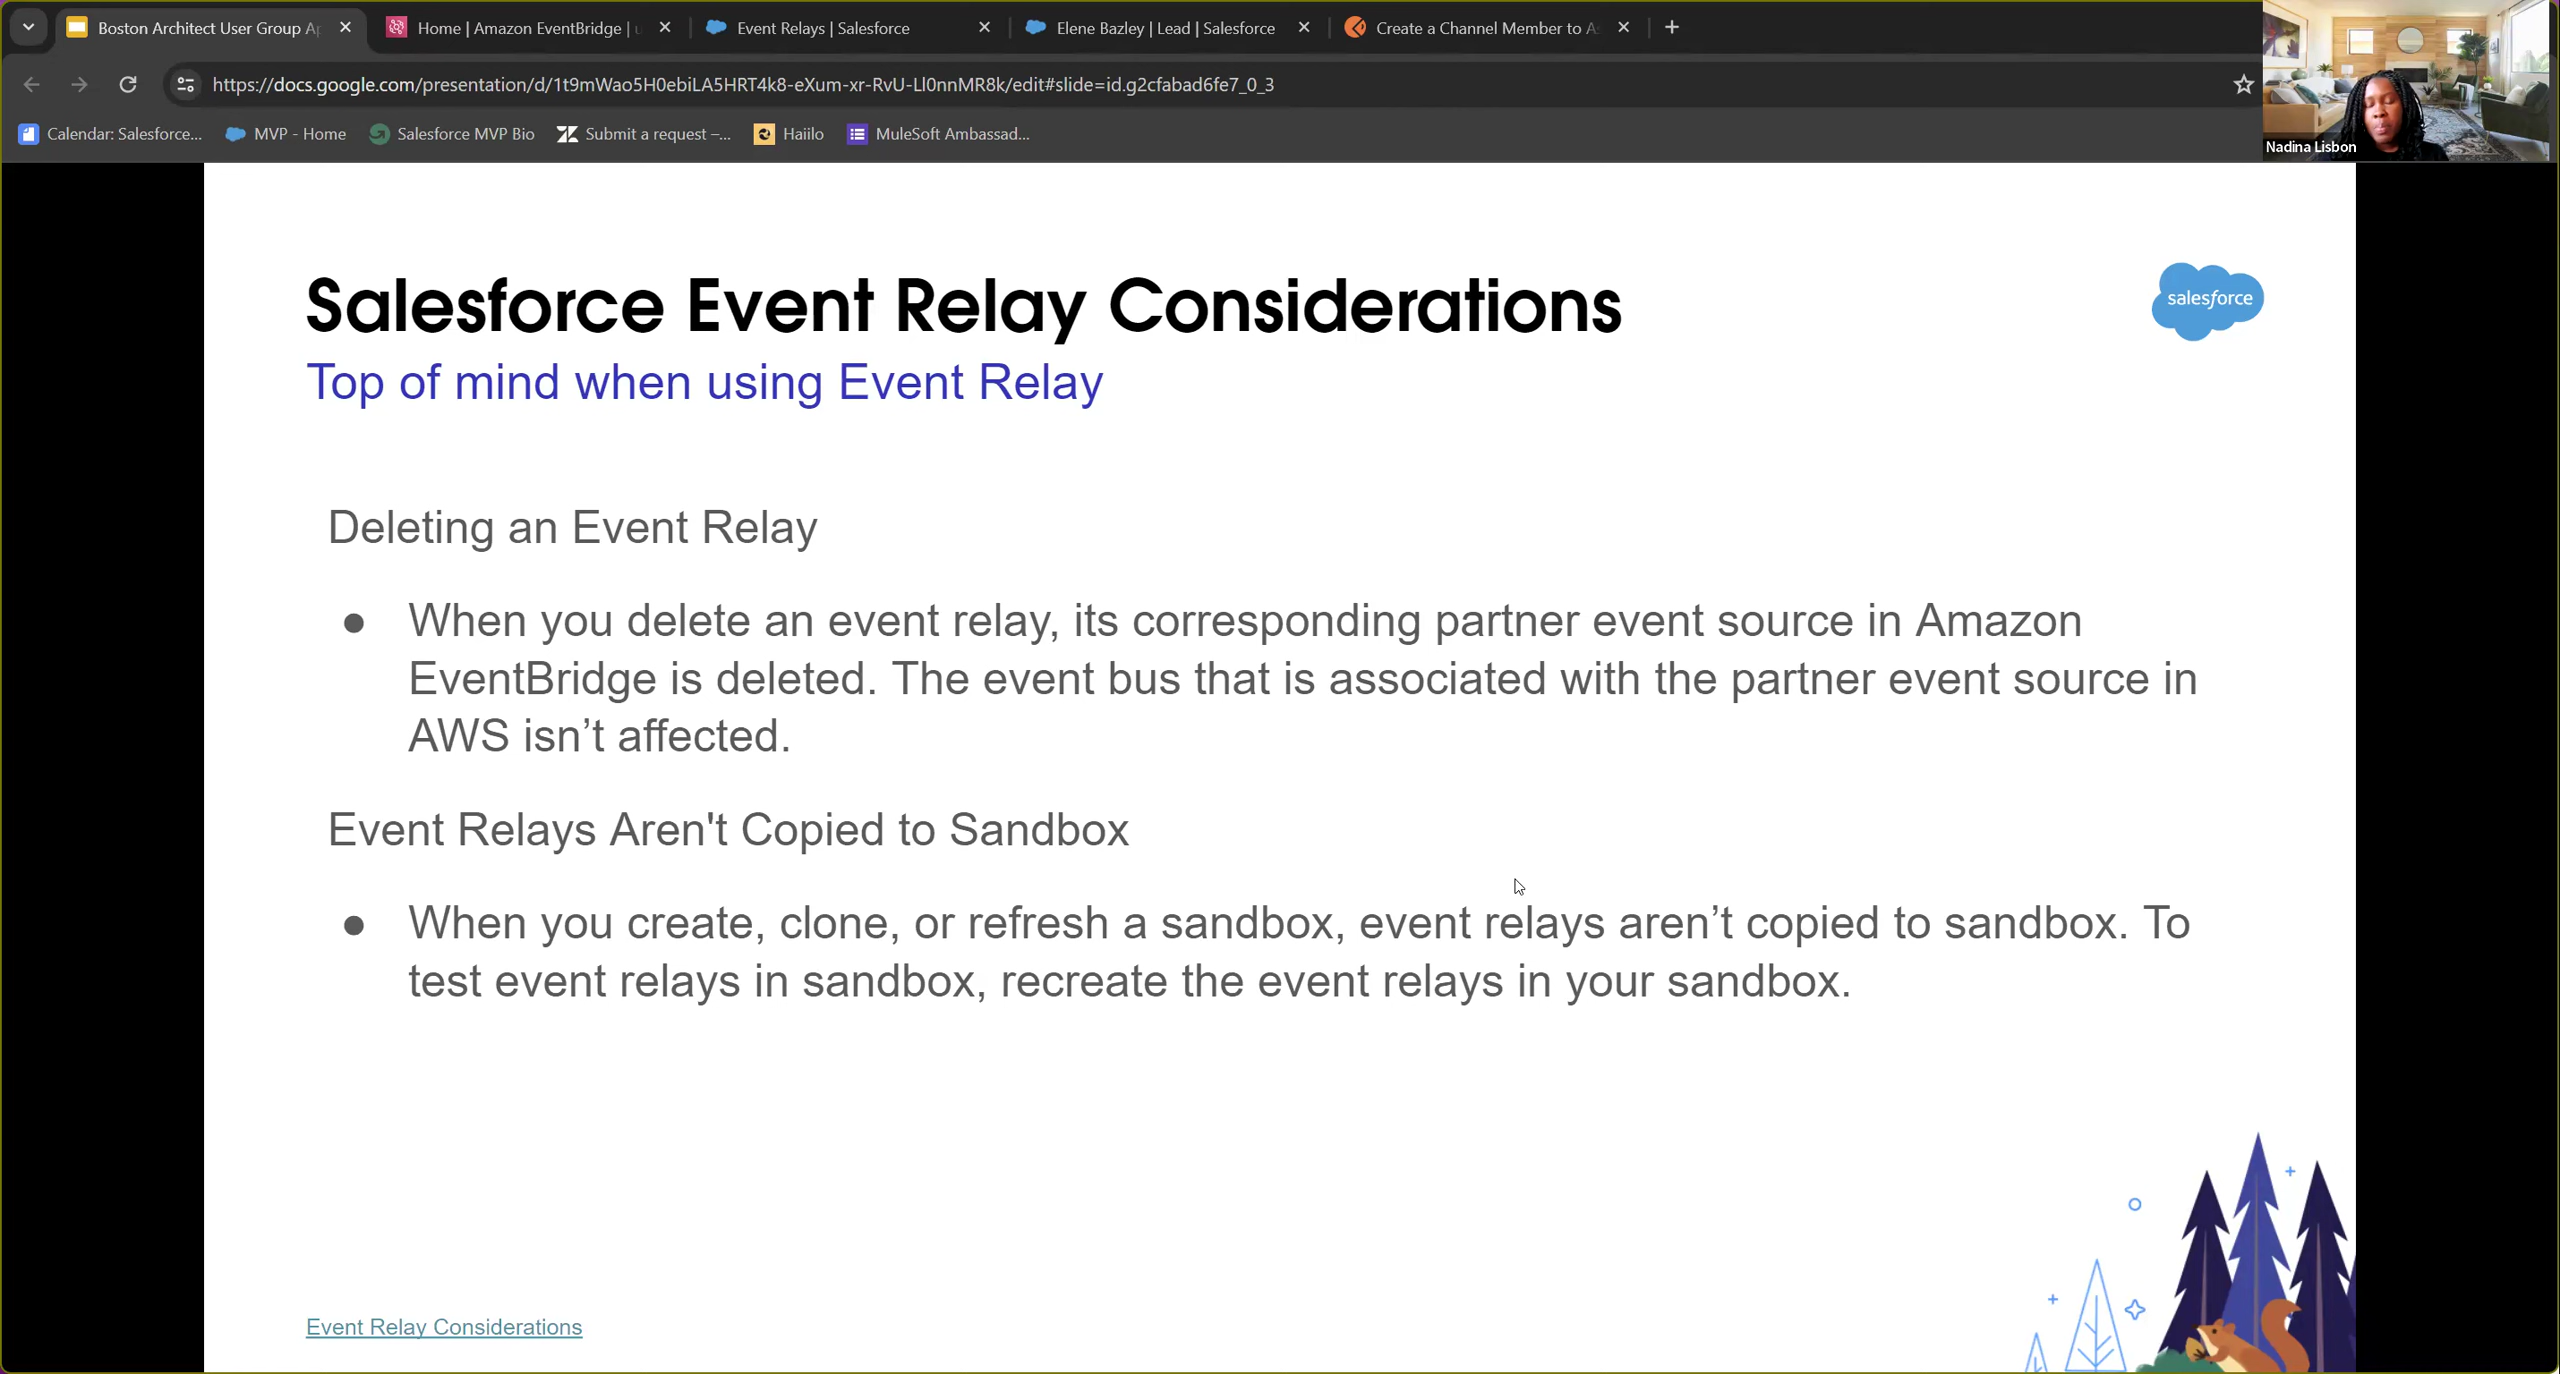 Boston Architect User Group Ap
Home | Amazon EventBridge |
Event Relays | Salesforce
Elene Bazley | Lead | Salesforce
Create a Channel Member to As
https://docs.google.com/presentation/d/1t9mWao5H0ebiLA5HRT4k8-eXum-xr-RvU-Ll0nnMR8k/edit#slide=id.g2cfabad6fe7_0_3
Calendar: Salesforce...
MVP - Home
Salesforce MVP Bio
Submit a request –...
Haiilo
MuleSoft Ambassad...
Nadina Lisbon
Salesforce Event Relay Considerations
salesforce
Top of mind when using Event Relay
Deleting an Event Relay
● When you delete an event relay, its corresponding partner event source in Amazon
EventBridge is deleted. The event bus that is associated with the partner event source in
AWS isn’t affected.
Event Relays Aren't Copied to Sandbox
● When you create, clone, or refresh a sandbox, event relays aren’t copied to sandbox. To
test event relays in sandbox, recreate the event relays in your sandbox.
Event Relay Considerations